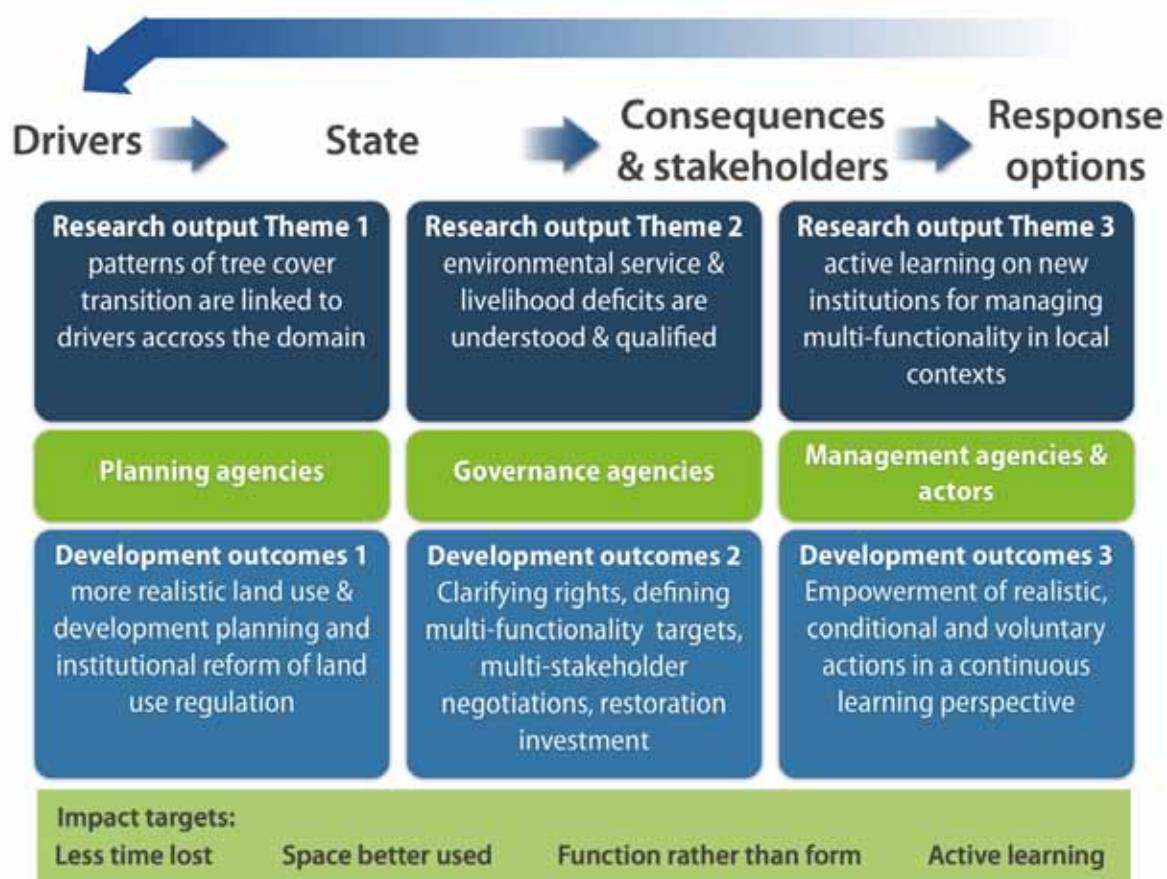 Drivers
State
Consequences
& stakeholders
Response
options
Research output Theme 1
patterns of tree cover
transition are linked to
drivers accross the domain
Research output Theme 2
environmental service &
livelihood deficits are
understood & qualified
Research output Theme 3
active learning on new
institutions for managing
multi-functionality in local
contexts
Planning agencies
Governance agencies
Management agencies &
actors
Development outcomes 1
more realistic land use &
development planning and
institutional reform of land
use regulation
Development outcomes 2
Clarifying rights, defining
multi-functionality targets,
multi-stakeholder
negotiations, restoration
investment
Development outcomes 3
Empowerment of realistic,
conditional and voluntary
actions in a continuous
learning perspective
Impact targets:
Less time lost Space better used Function rather than form Active learning